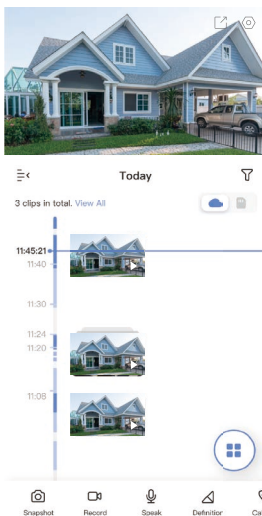 Today
3 clips in total. View All
11:45:21
11:40
11:30
11:24
11:20
11:08
Snapshot
Record
Speak
Definition